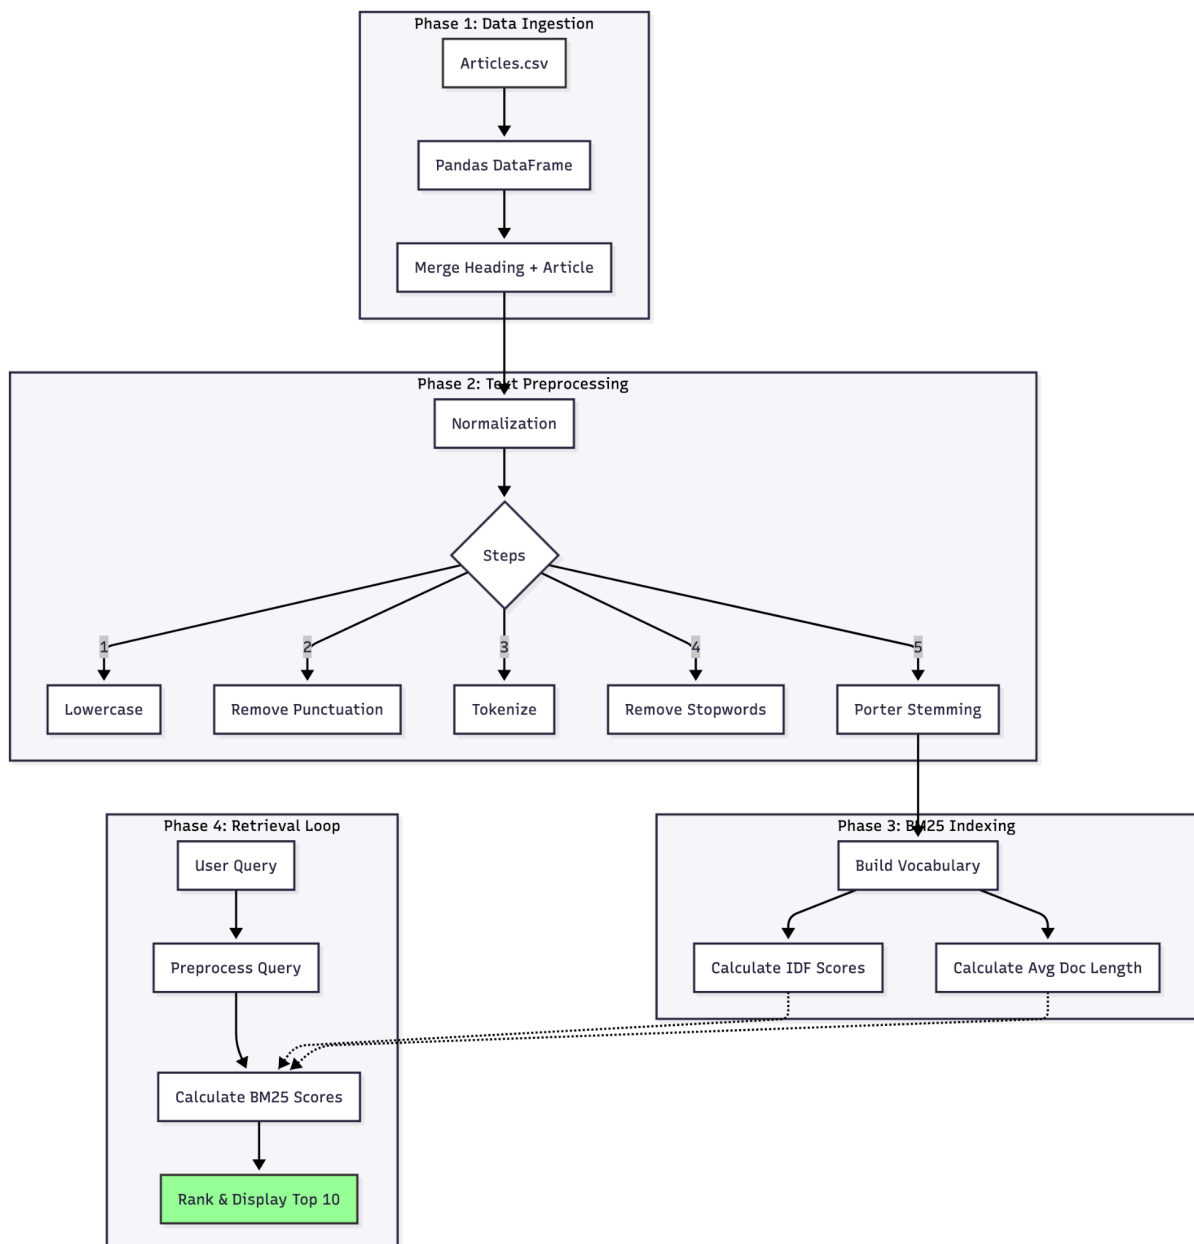 Phase 1: Data Ingestion
Articles.csv
Pandas DataFrame
Merge Heading + Article
Phase 2: Text Preprocessing
Normalization
Steps
1
2
3
4
5
Lowercase
Remove Punctuation
Tokenize
Remove Stopwords
Porter Stemming
Phase 3: BM25 Indexing
Build Vocabulary
Calculate IDF Scores
Calculate Avg Doc Length
Phase 4: Retrieval Loop
User Query
Preprocess Query
Calculate BM25 Scores
Rank & Display Top 10